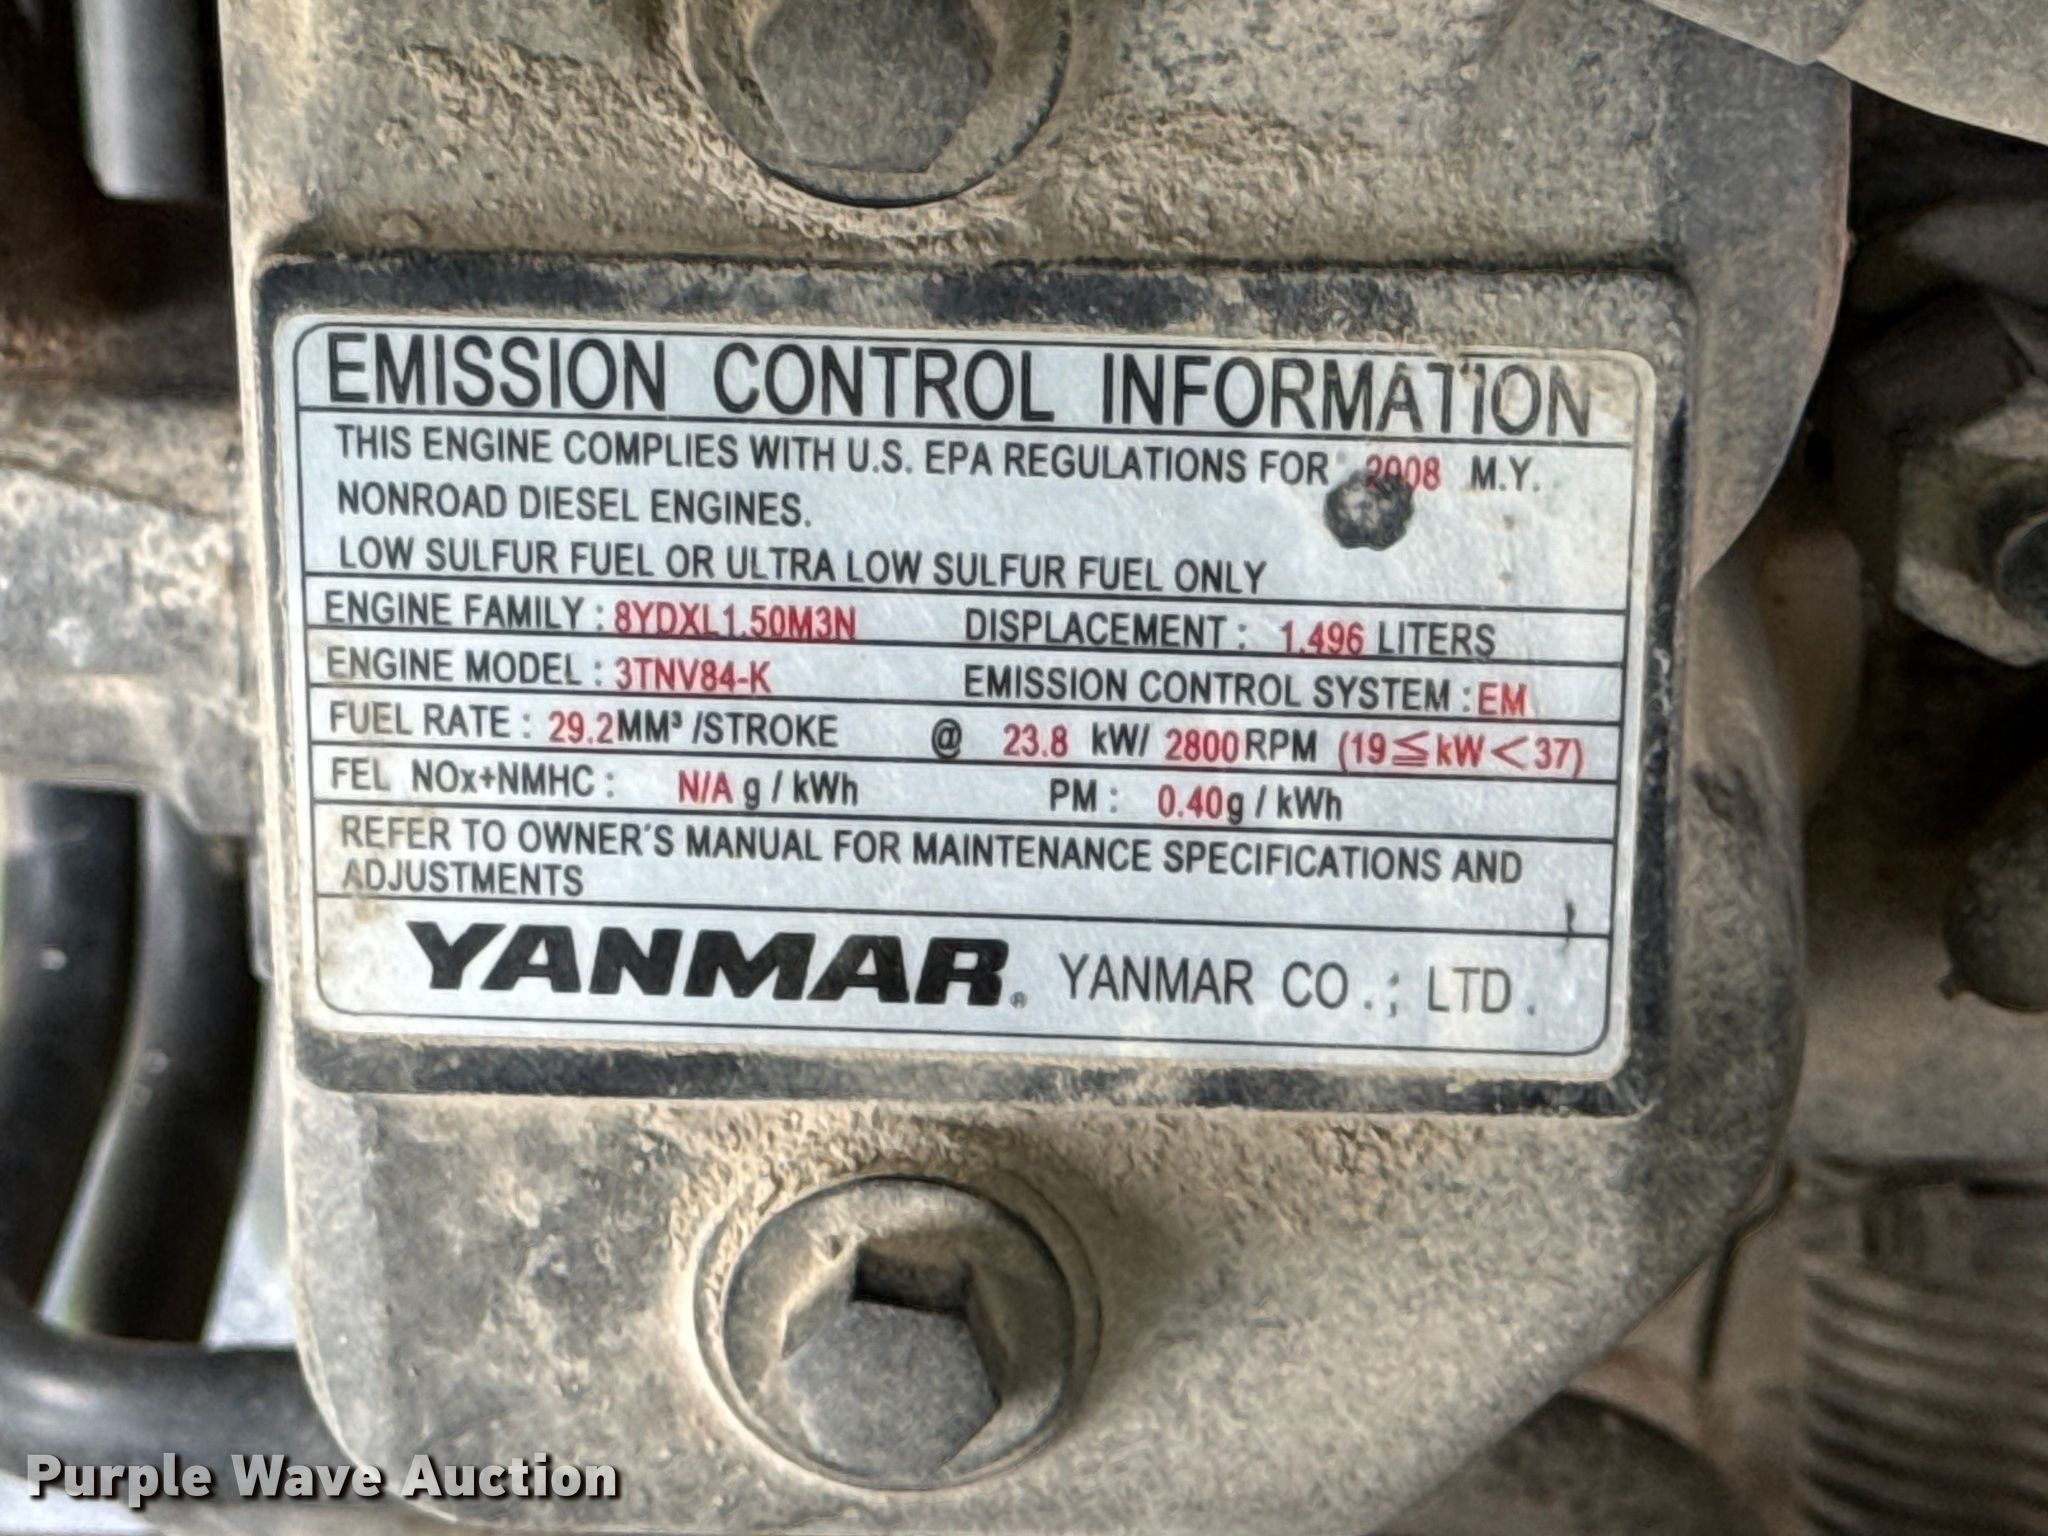 EMISSION CONTROL INFORMATION
THIS ENGINE COMPLIES WITH U.S. EPA REGULATIONS FOR 2008 M.Y.
NONROAD DIESEL ENGINES.
LOW SULFUR FUEL OR ULTRA LOW SULFUR FUEL ONLY
ENGINE FAMILY : 8YDXL1.50M3N DISPLACEMENT : 1.496 LITERS
ENGINE MODEL : 3TNV84-K EMISSION CONTROL SYSTEM : EM
FUEL RATE : 29.2MM³ /STROKE @ 23.8 kW/ 2800RPM (19≦kW<37)
FEL NOx+NMHC : N/A g / kWh PM : 0.40g / kWh
REFER TO OWNER'S MANUAL FOR MAINTENANCE SPECIFICATIONS AND
ADJUSTMENTS
YANMAR® YANMAR CO.; LTD.
Purple Wave Auction